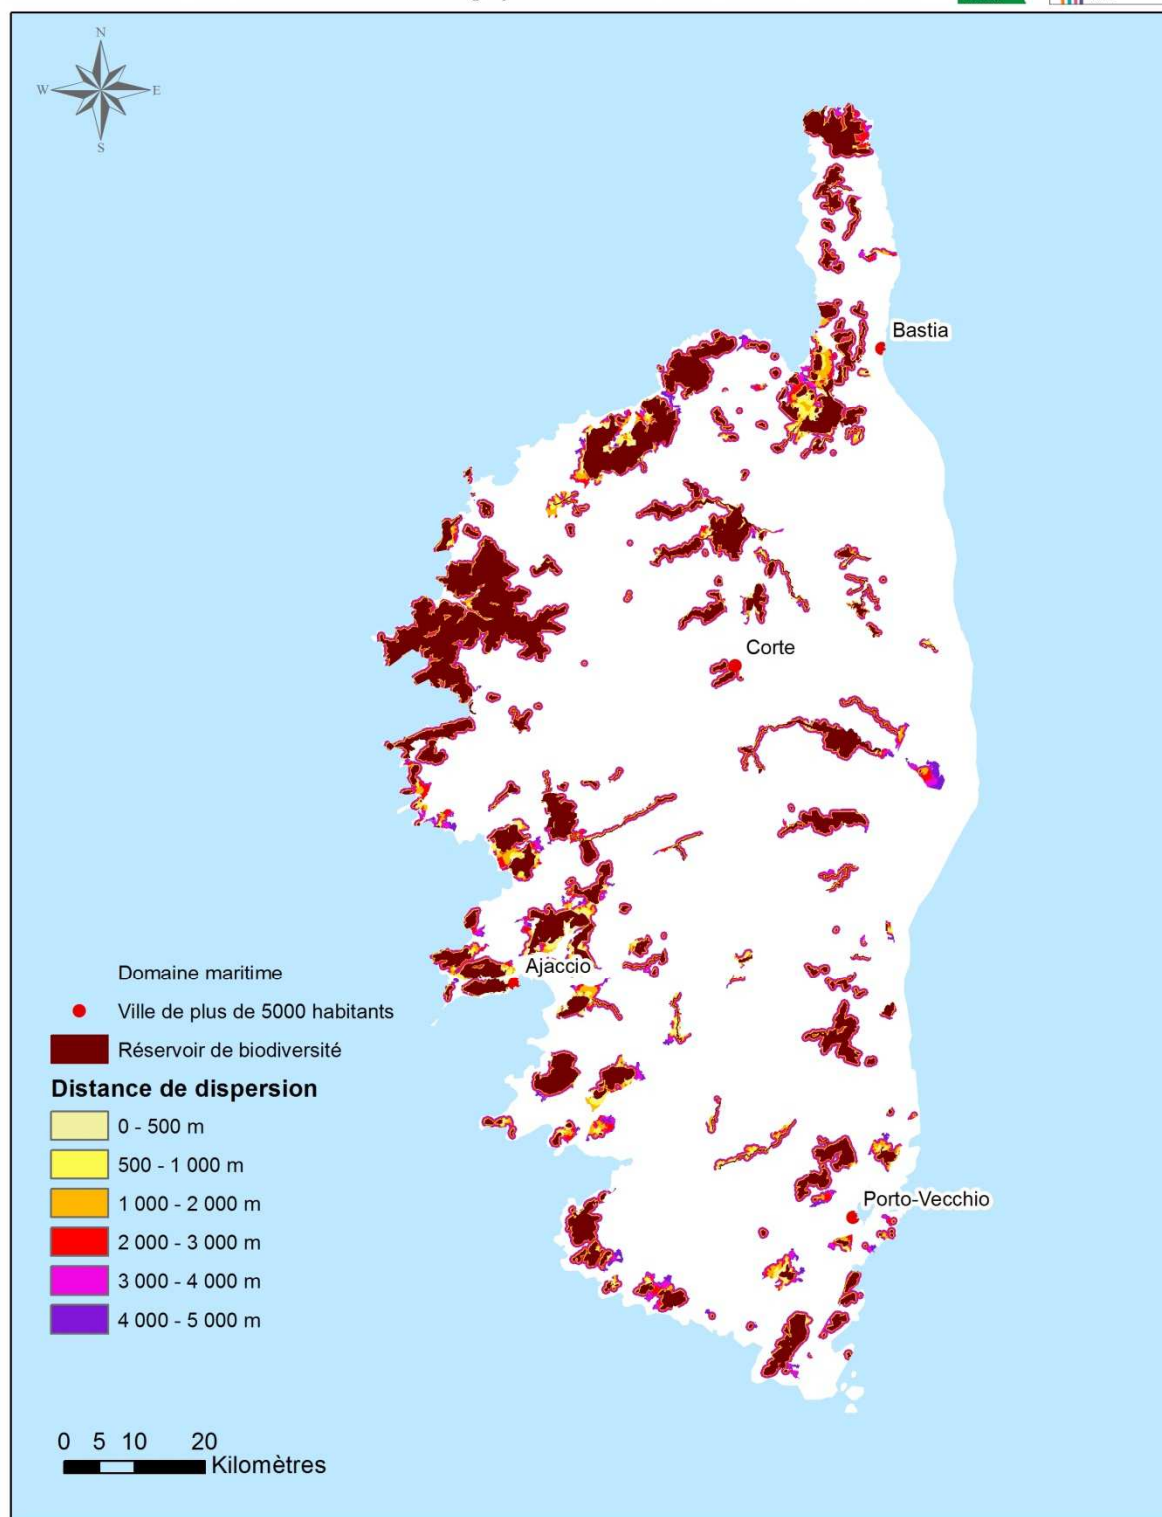 N
W E
S
Bastia
Corte
Ajaccio
Porto-Vecchio
Domaine maritime
Ville de plus de 5000 habitants
Réservoir de biodiversité
Distance de dispersion
0 - 500 m
500 - 1 000 m
1 000 - 2 000 m
2 000 - 3 000 m
3 000 - 4 000 m
4 000 - 5 000 m
0 5 10 20
Kilomètres